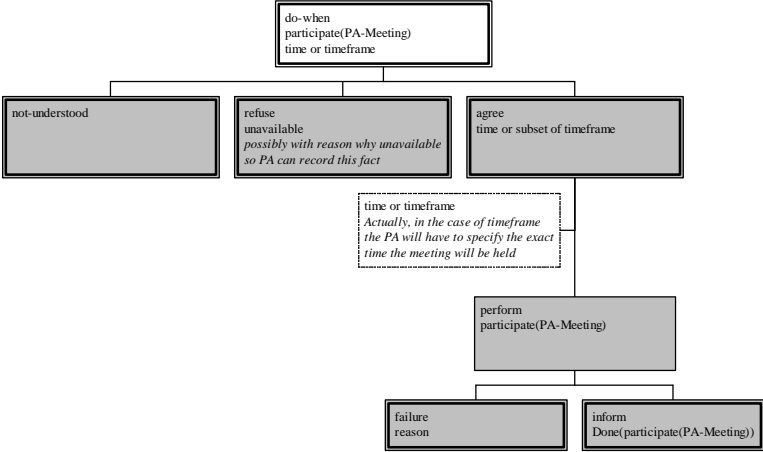 do-when
participate(PA-Meeting)
time or timeframe
not-understood
refuse
unavailable
possibly with reason why unavailable
so PA can record this fact
agree
time or subset of timeframe
time or timeframe
Actually, in the case of timeframe
the PA will have to specify the exact
time the meeting will be held
perform
participate(PA-Meeting)
failure
reason
inform
Done(participate(PA-Meeting))